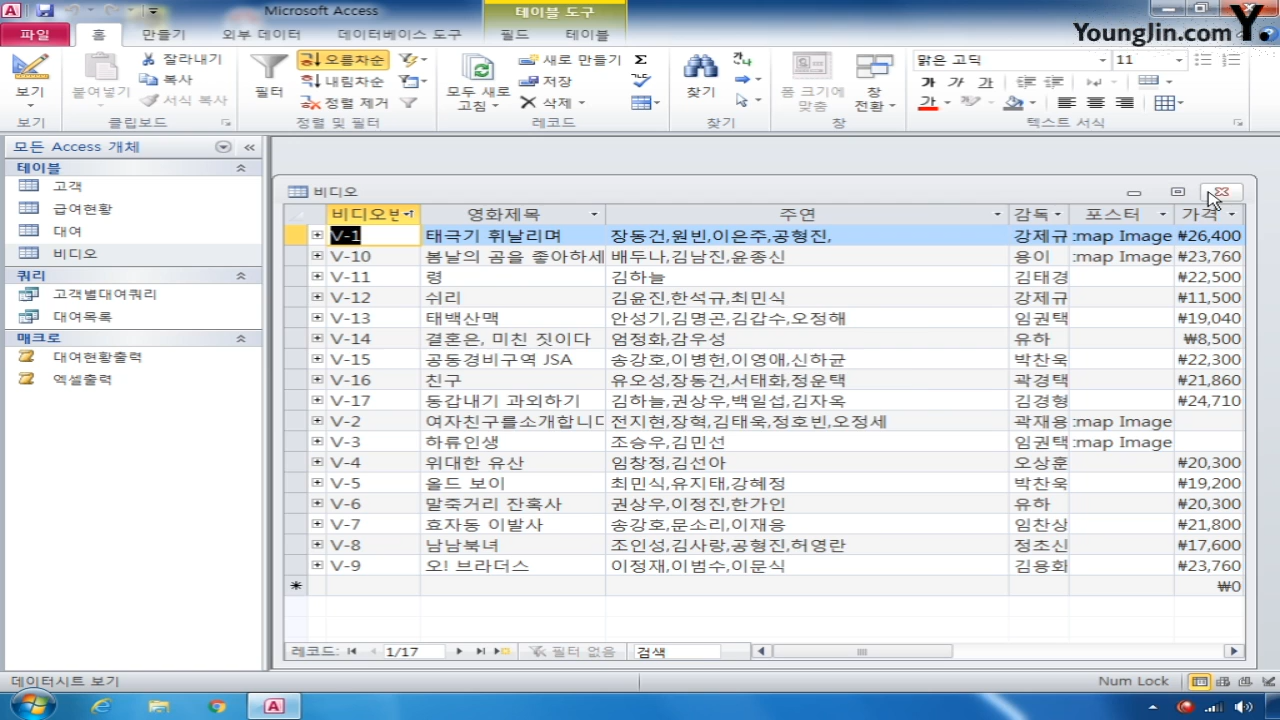 Microsoft Access
테이블 도구
YoungJin.com Y.
파일 홈 만들기 외부 데이터 데이터베이스 도구 필드 테이블
보기 붙여넣기 잘라내기 복사 서식 복사
필터 오름차순 내림차순 정렬 제거
모두 새로 고침 새로 만들기 저장 삭제
찾기 폼 크기에 맞춤 창 전환
맑은 고딕 11
가 가 가 가
보기 클립보드 정렬 및 필터 레코드 찾기 창 텍스트 서식
모든 Access 개체
테이블
고객
급여현황
대여
비디오
쿼리
고객별대여쿼리
대여목록
매크로
대여현황출력
엑셀출력
비디오
영화제목 주연 감독 포스터 가격
V-1 태극기 휘날리며 장동건,원빈,이은주,공형진, 강제규 :map Image ₩26,400
V-10 봄날의 곰을 좋아하세 배두나,김남진,윤종신 용이 :map Image ₩23,760
V-11 령 김하늘 김태경 ₩22,500
V-12 쉬리 김윤진,한석규,최민식 강제규 ₩11,500
V-13 태백산맥 안성기,김명곤,김갑수,오정해 임권택 ₩19,040
V-14 결혼은, 미친 짓이다 엄정화,감우성 유하 ₩8,500
V-15 공동경비구역 JSA 송강호,이병헌,이영애,신하균 박찬욱 ₩22,300
V-16 친구 유오성,장동건,서태화,정운택 곽경택 ₩21,860
V-17 동갑내기 과외하기 김하늘,권상우,백일섭,김자옥 김경형 ₩24,710
V-2 여자친구를소개합니다 전지현,장혁,김태욱,정호빈,오정세 곽재용 :map Image
V-3 하류인생 조승우,김민선 임권택 :map Image
V-4 위대한 유산 임창정,김선아 오상훈 ₩20,300
V-5 올드 보이 최민식,유지태,강혜정 박찬욱 ₩19,200
V-6 말죽거리 잔혹사 권상우,이정진,한가인 유하 ₩20,300
V-7 효자동 이발사 송강호,문소리,이재응 임찬상 ₩21,800
V-8 남남북녀 조인성,김사랑,공형진,허영란 정초신 ₩17,600
V-9 오! 브라더스 이정재,이범수,이문식 김용화 ₩23,760
₩0
레코드: 1/17 필터 없음 검색
데이터시트 보기 Num Lock